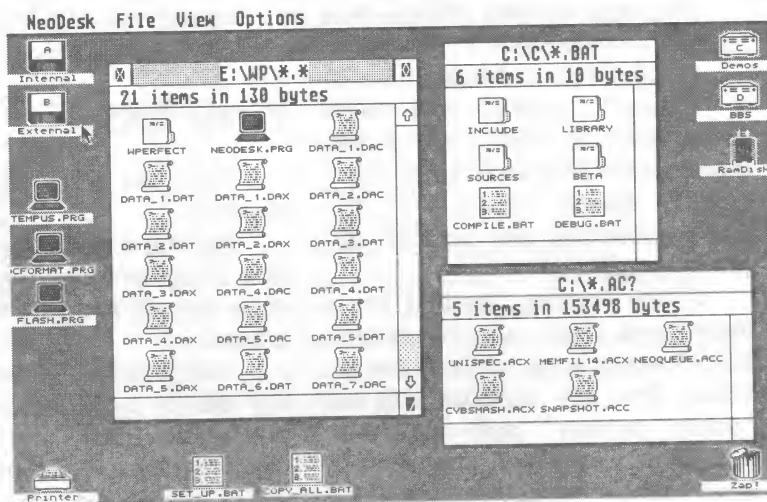 NeoDesk File View Options
A
Internal
B
External
TEMPUS.PRG
CFORMAT.PRG
FLASH.PRG
Printer
E:\WP\*.*
21 items in 130 bytes
WPERFECT NEODESK.PRG DATA_1.DAC
DATA_1.DAT DATA_1.DAX DATA_2.DAC
DATA_2.DAT DATA_2.DAX DATA_3.DAT
DATA_3.DAX DATA_4.DAC DATA_4.DAT
DATA_4.DAX DATA_5.DAC DATA_5.DAT
DATA_5.DAX DATA_6.DAT DATA_7.DAC
SET_UP.BAT COPY_ALL.BAT
C:\C\*.BAT
6 items in 10 bytes
INCLUDE LIBRARY
SOURCES BETA
COMPILE.BAT DEBUG.BAT
C:\*.AC?
5 items in 153498 bytes
UNISPEC.ACX MEMFIL14.ACX NEOQUEUE.ACC
CYBSMASH.ACX SNAPSHOT.ACC
C
Demos
D
BBS
RamDisk
Zap!